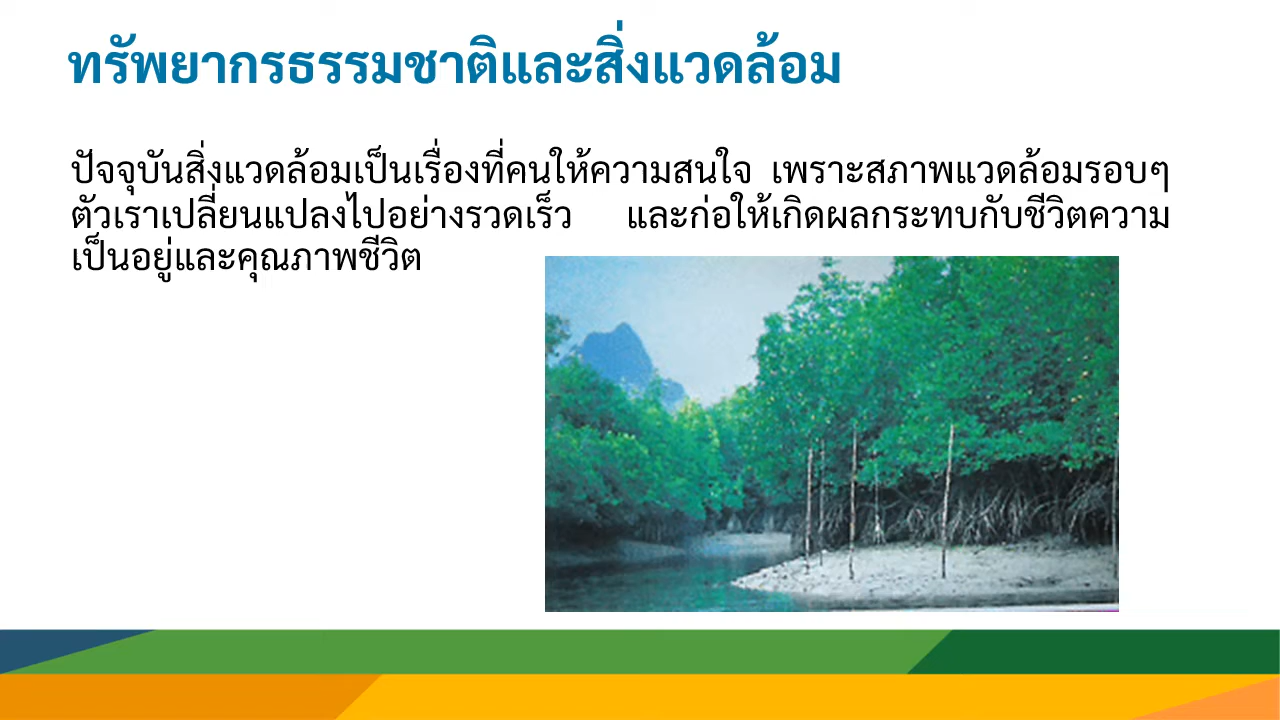 ทรัพยากรธรรมชาติและสิ่งแวดล้อม
ปัจจุบันสิ่งแวดล้อมเป็นเรื่องที่คนให้ความสนใจ เพราะสภาพแวดล้อมรอบๆ
ตัวเราเปลี่ยนแปลงไปอย่างรวดเร็ว และก่อให้เกิดผลกระทบกับชีวิตความ
เป็นอยู่และคุณภาพชีวิต